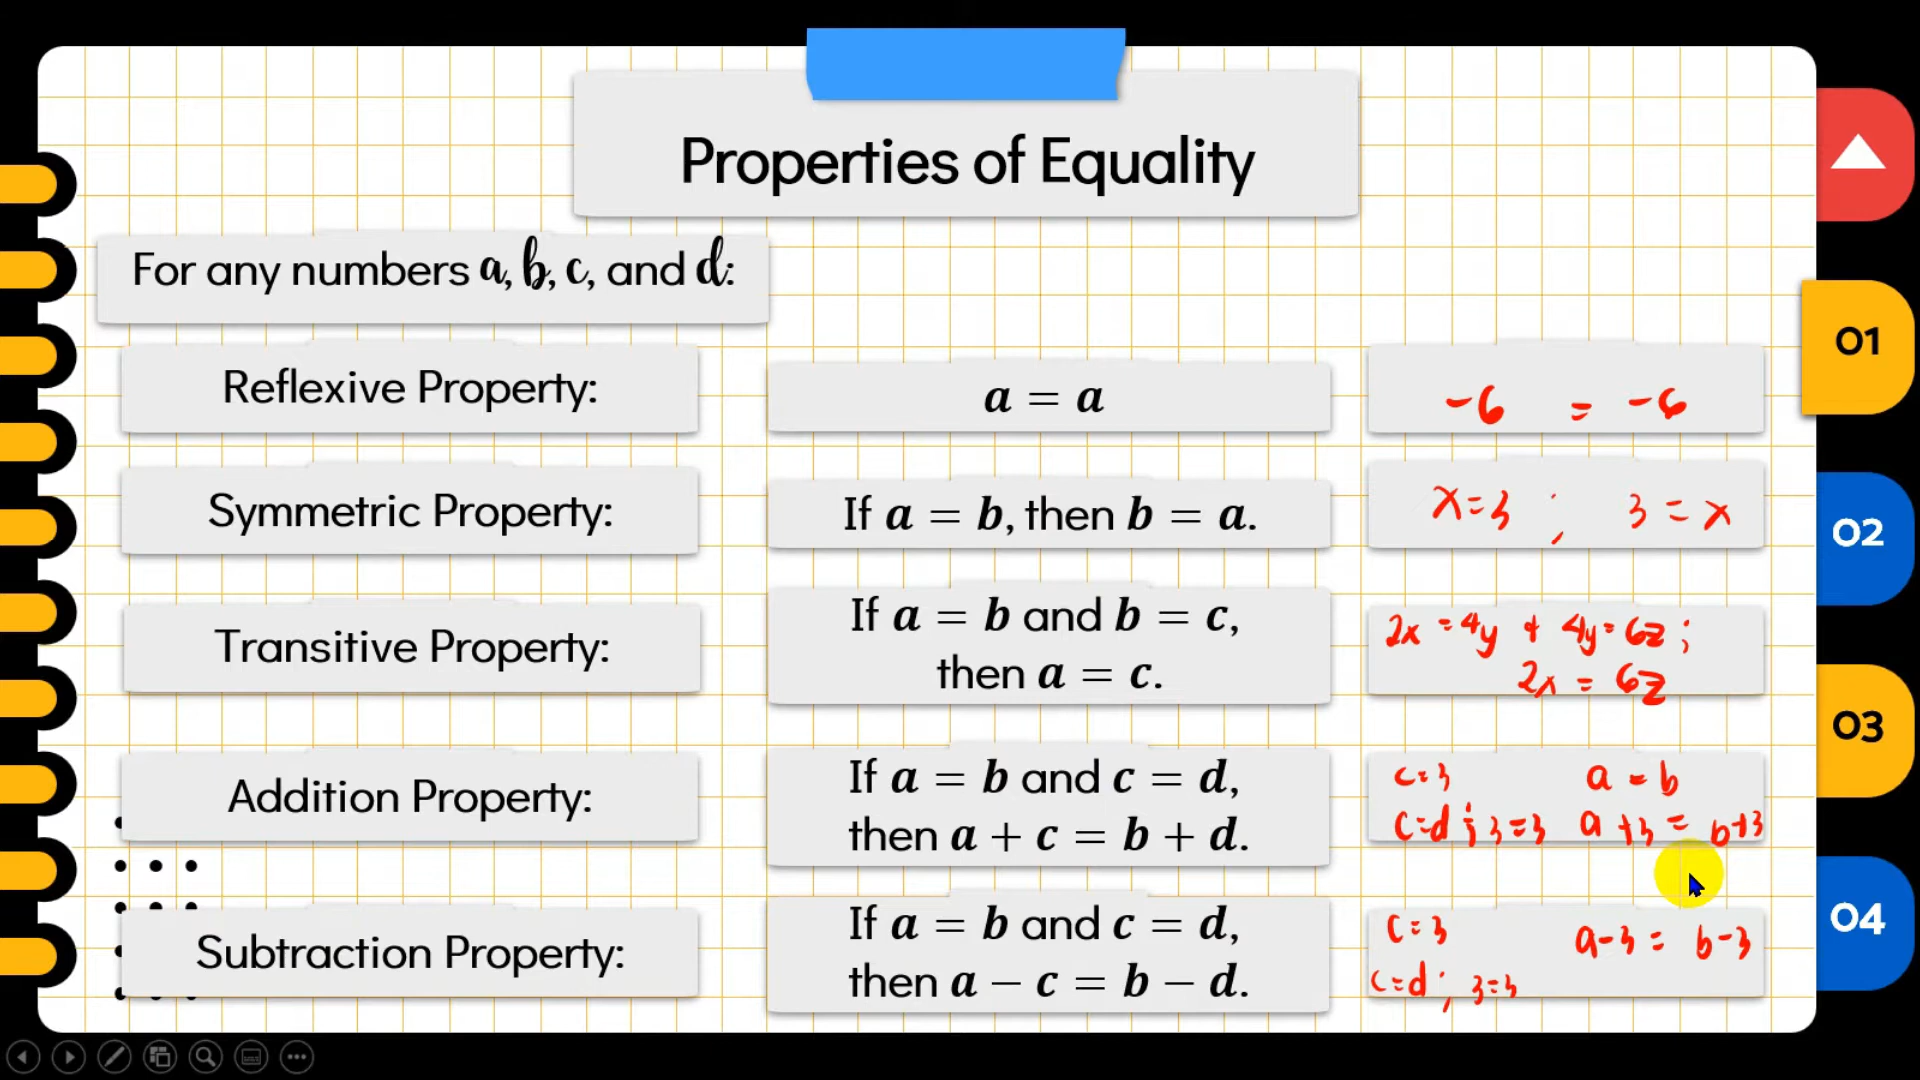 Properties of Equality
For any numbers a, b, c, and d:
Reflexive Property:
a = a
-6 = -6
Symmetric Property:
If a = b, then b = a.
x=3 ; 3 = x
Transitive Property:
If a = b and b = c,
then a = c.
2x = 4y + 4y = 6z ;
2x = 6z
Addition Property:
If a = b and c = d,
then a + c = b + d.
c=3 a = b
c=d ; 3=3 a +3 = b+3
Subtraction Property:
If a = b and c = d,
then a − c = b − d.
c=3 a-3 = b-3
c=d ; 3=3
01
02
03
04